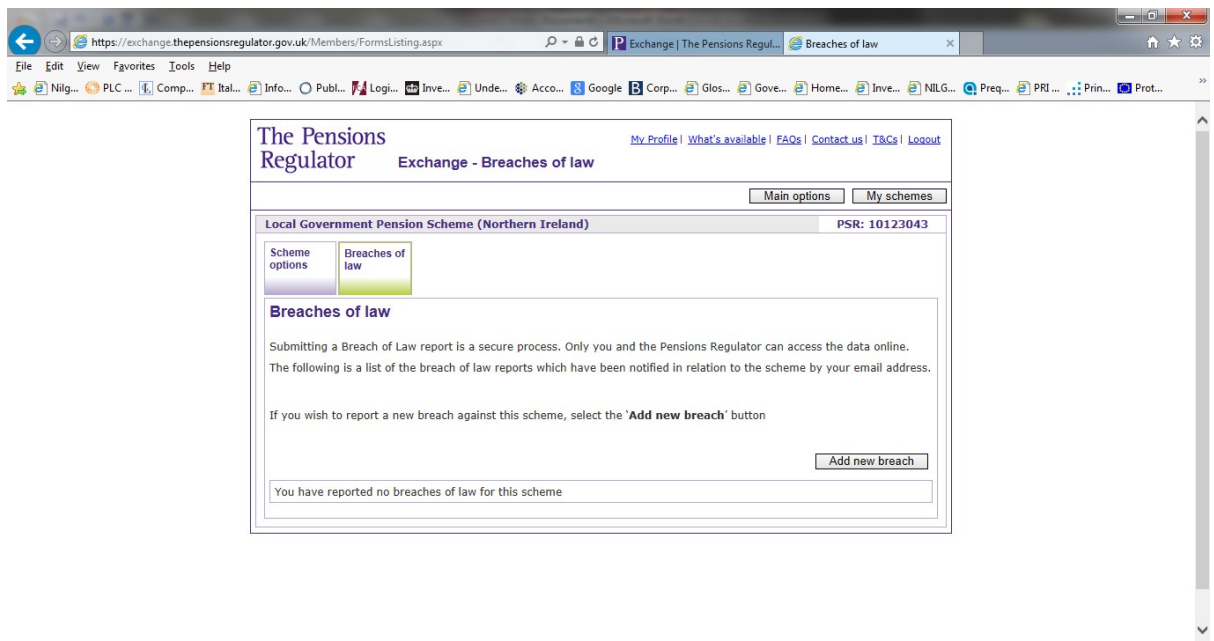 https://exchange.thepensionsregulator.gov.uk/Members/FormsListing.aspx
Exchange | The Pensions Regul...
Breaches of law
File Edit View Favorites Tools Help
Nilg... PLC ... Comp... Ital... Info... Publ... Logi... Inve... Unde... Acco... Google Corp... Glos... Gove... Home... Inve... NILG... Preq... PRI ... Prin... Prot...
The Pensions
Regulator
My Profile | What's available | FAQs | Contact us | T&Cs | Logout
Exchange - Breaches of law
Main options My schemes
Local Government Pension Scheme (Northern Ireland) PSR: 10123043
Scheme
options
Breaches of
law
Breaches of law
Submitting a Breach of Law report is a secure process. Only you and the Pensions Regulator can access the data online.
The following is a list of the breach of law reports which have been notified in relation to the scheme by your email address.
If you wish to report a new breach against this scheme, select the `Add new breach' button
Add new breach
You have reported no breaches of law for this scheme